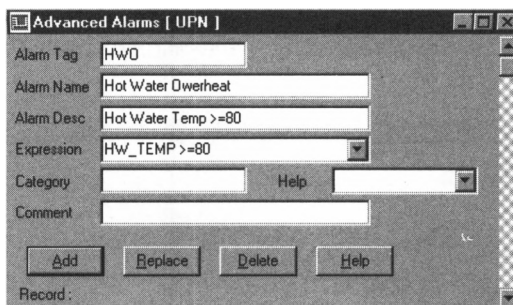 Advanced Alarms [ UPN ]
Alarm Tag HWO
Alarm Name Hot Water Owerheat
Alarm Desc Hot Water Temp >=80
Expression HW_TEMP >=80
Category Help
Comment
Add Replace Delete Help
Record :